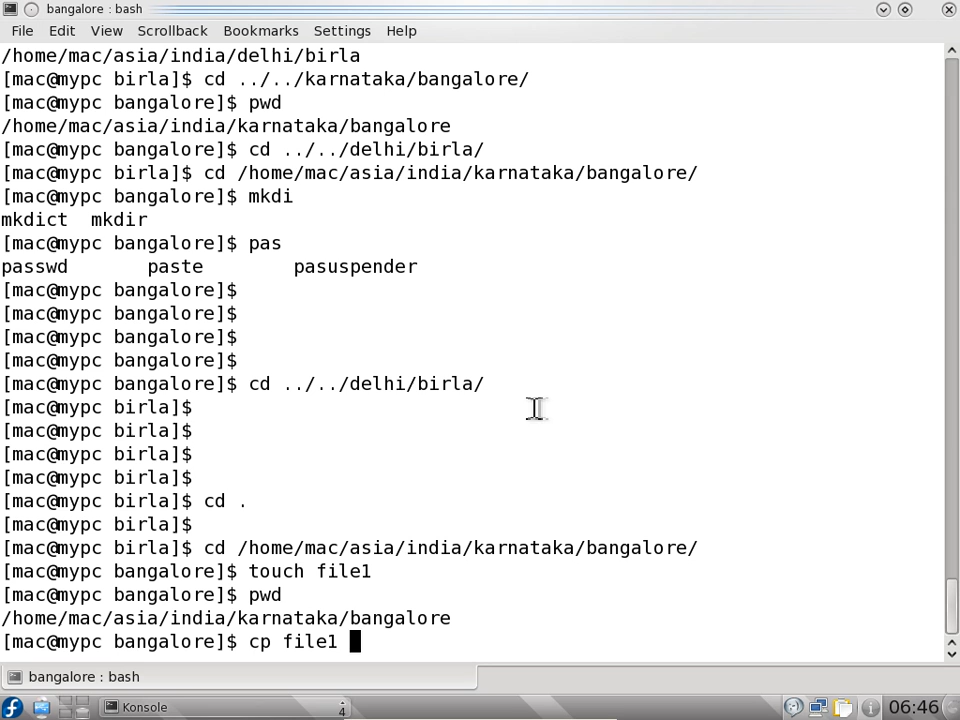 bangalore : bash
File Edit View Scrollback Bookmarks Settings Help
/home/mac/asia/india/delhi/birla
[mac@mypc birla]$ cd ../../karnataka/bangalore/
[mac@mypc bangalore]$ pwd
/home/mac/asia/india/karnataka/bangalore
[mac@mypc bangalore]$ cd ../../delhi/birla/
[mac@mypc birla]$ cd /home/mac/asia/india/karnataka/bangalore/
[mac@mypc bangalore]$ mkdi
mkdict mkdir
[mac@mypc bangalore]$ pas
passwd paste pasuspender
[mac@mypc bangalore]$
[mac@mypc bangalore]$
[mac@mypc bangalore]$
[mac@mypc bangalore]$
[mac@mypc bangalore]$ cd ../../delhi/birla/
[mac@mypc birla]$
[mac@mypc birla]$
[mac@mypc birla]$
[mac@mypc birla]$
[mac@mypc birla]$ cd .
[mac@mypc birla]$
[mac@mypc birla]$ cd /home/mac/asia/india/karnataka/bangalore/
[mac@mypc bangalore]$ touch file1
[mac@mypc bangalore]$ pwd
/home/mac/asia/india/karnataka/bangalore
[mac@mypc bangalore]$ cp file1
bangalore : bash
Konsole 4 06:46